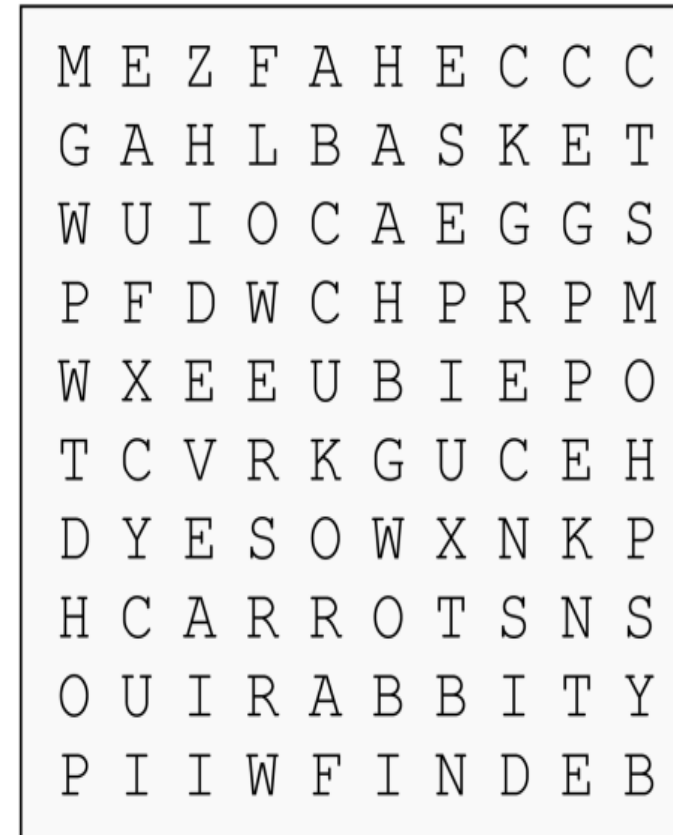 M E Z F A H E C C C
G A H L B A S K E T
W U I O C A E G G S
P F D W C H P R P M
W X E E U B I E P O
T C V R K G U C E H
D Y E S O W X N K P
H C A R R O T S N S
O U I R A B B I T Y
P I I W F I N D E B